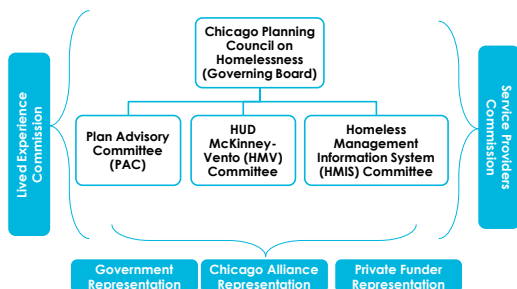 Chicago Planning
Council on
Homelessness
(Governing Board)
Lived Experience
Commission
Service Providers
Commission
Plan Advisory
Committee
(PAC)
HUD
McKinney-
Vento (HMV)
Committee
Homeless
Management
Information System
(HMIS) Committee
Government
Representation
Chicago Alliance
Representation
Private Funder
Representation